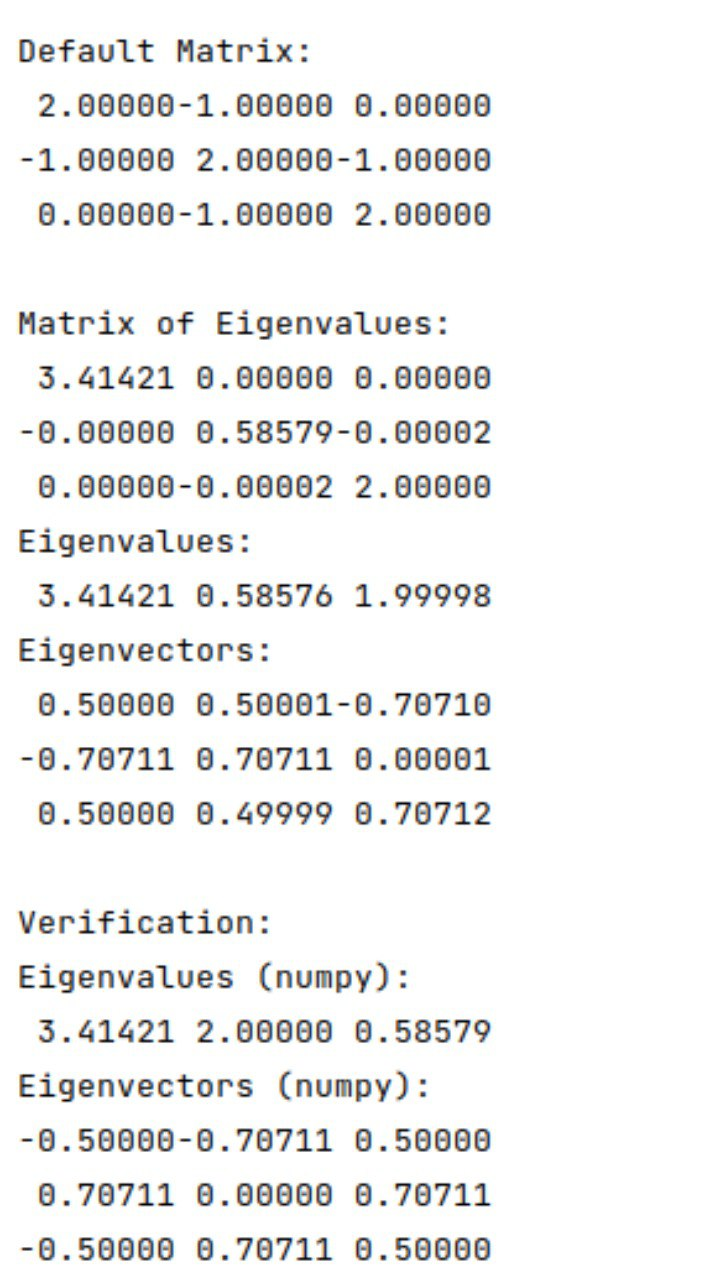 Default Matrix:
 2.00000-1.00000 0.00000
-1.00000 2.00000-1.00000
 0.00000-1.00000 2.00000
Matrix of Eigenvalues:
 3.41421 0.00000 0.00000
-0.00000 0.58579-0.00002
 0.00000-0.00002 2.00000
Eigenvalues:
 3.41421 0.58576 1.99998
Eigenvectors:
 0.50000 0.50001-0.70710
-0.70711 0.70711 0.00001
 0.50000 0.49999 0.70712
Verification:
Eigenvalues (numpy):
 3.41421 2.00000 0.58579
Eigenvectors (numpy):
-0.50000-0.70711 0.50000
 0.70711 0.00000 0.70711
-0.50000 0.70711 0.50000